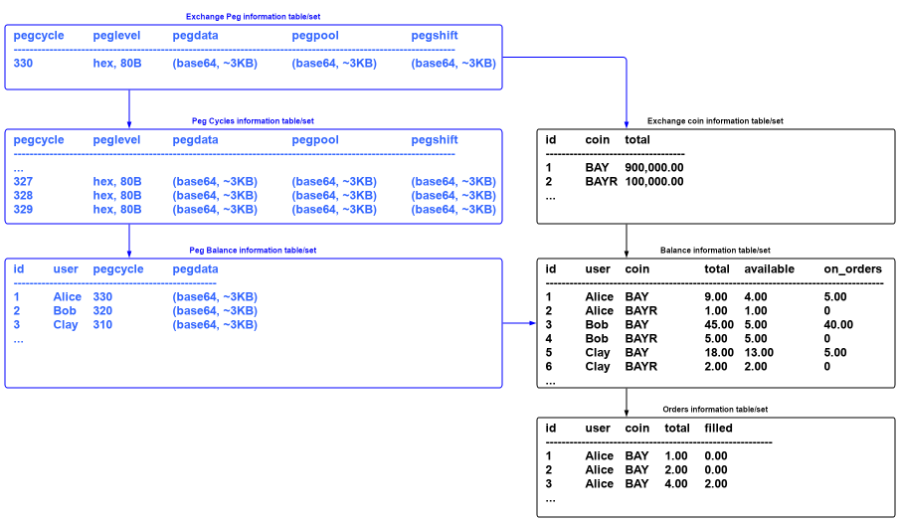 Exchange Peg information table/set
pegcycle peglevel pegdata pegpool pegshift
330 hex, 80B (base64, ~3KB) (base64, ~3KB) (base64, ~3KB)
Peg Cycles information table/set
pegcycle peglevel pegdata pegpool pegshift
...
327 hex, 80B (base64, ~3KB) (base64, ~3KB) (base64, ~3KB)
328 hex, 80B (base64, ~3KB) (base64, ~3KB) (base64, ~3KB)
329 hex, 80B (base64, ~3KB) (base64, ~3KB) (base64, ~3KB)
Exchange coin information table/set
id coin total
1 BAY 900,000.00
2 BAYR 100,000.00
...
Peg Balance information table/set
id user pegcycle pegdata
1 Alice 330 (base64, ~3KB)
2 Bob 320 (base64, ~3KB)
3 Clay 310 (base64, ~3KB)
...
Balance information table/set
id user coin total available on_orders
1 Alice BAY 9.00 4.00 5.00
2 Alice BAYR 1.00 1.00 0
3 Bob BAY 45.00 5.00 40.00
4 Bob BAYR 5.00 5.00 0
5 Clay BAY 18.00 13.00 5.00
6 Clay BAYR 2.00 2.00 0
...
Orders information table/set
id user coin total filled
1 Alice BAY 1.00 0.00
2 Alice BAY 2.00 0.00
3 Alice BAY 4.00 2.00
...